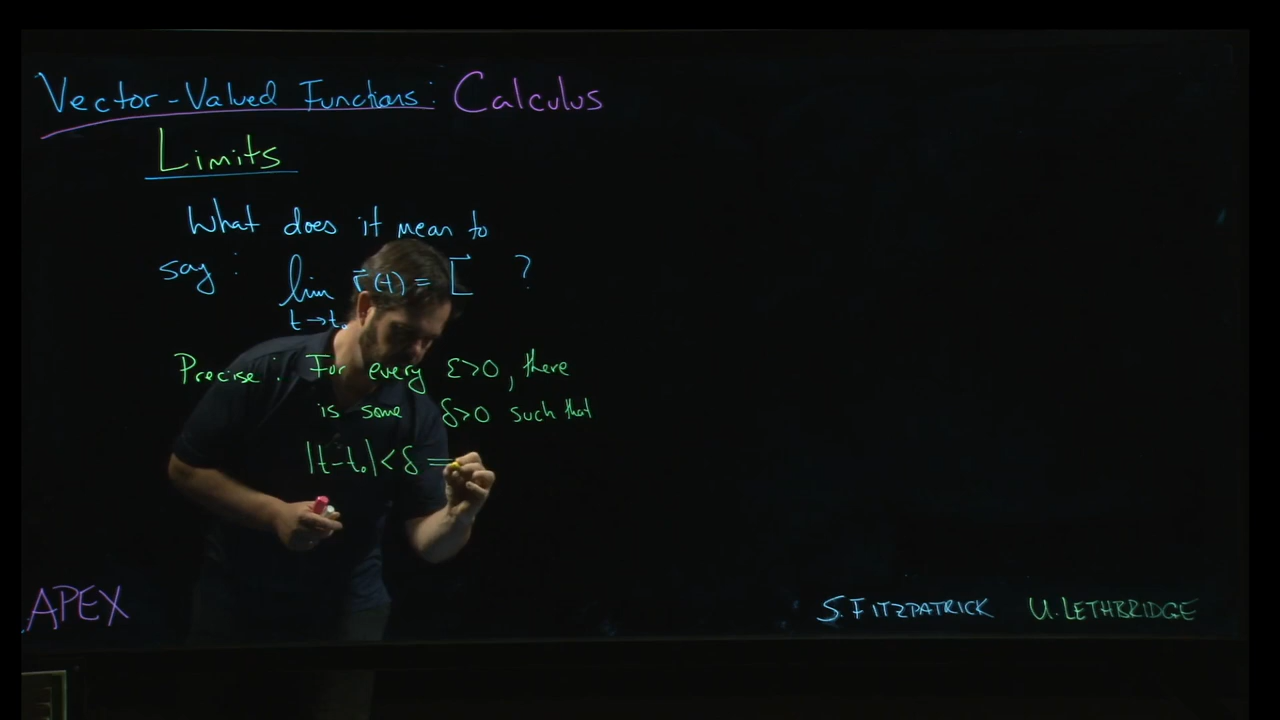 Vector-Valued Functions: Calculus
Limits
What does it mean to
say: lim r⃗(t) = L⃗ ?
t→t₀
Precise: For every ε>0, there
is some δ>0 such that
|t-t₀|<δ =
APEX
S. FITZPATRICK U. LETHBRIDGE